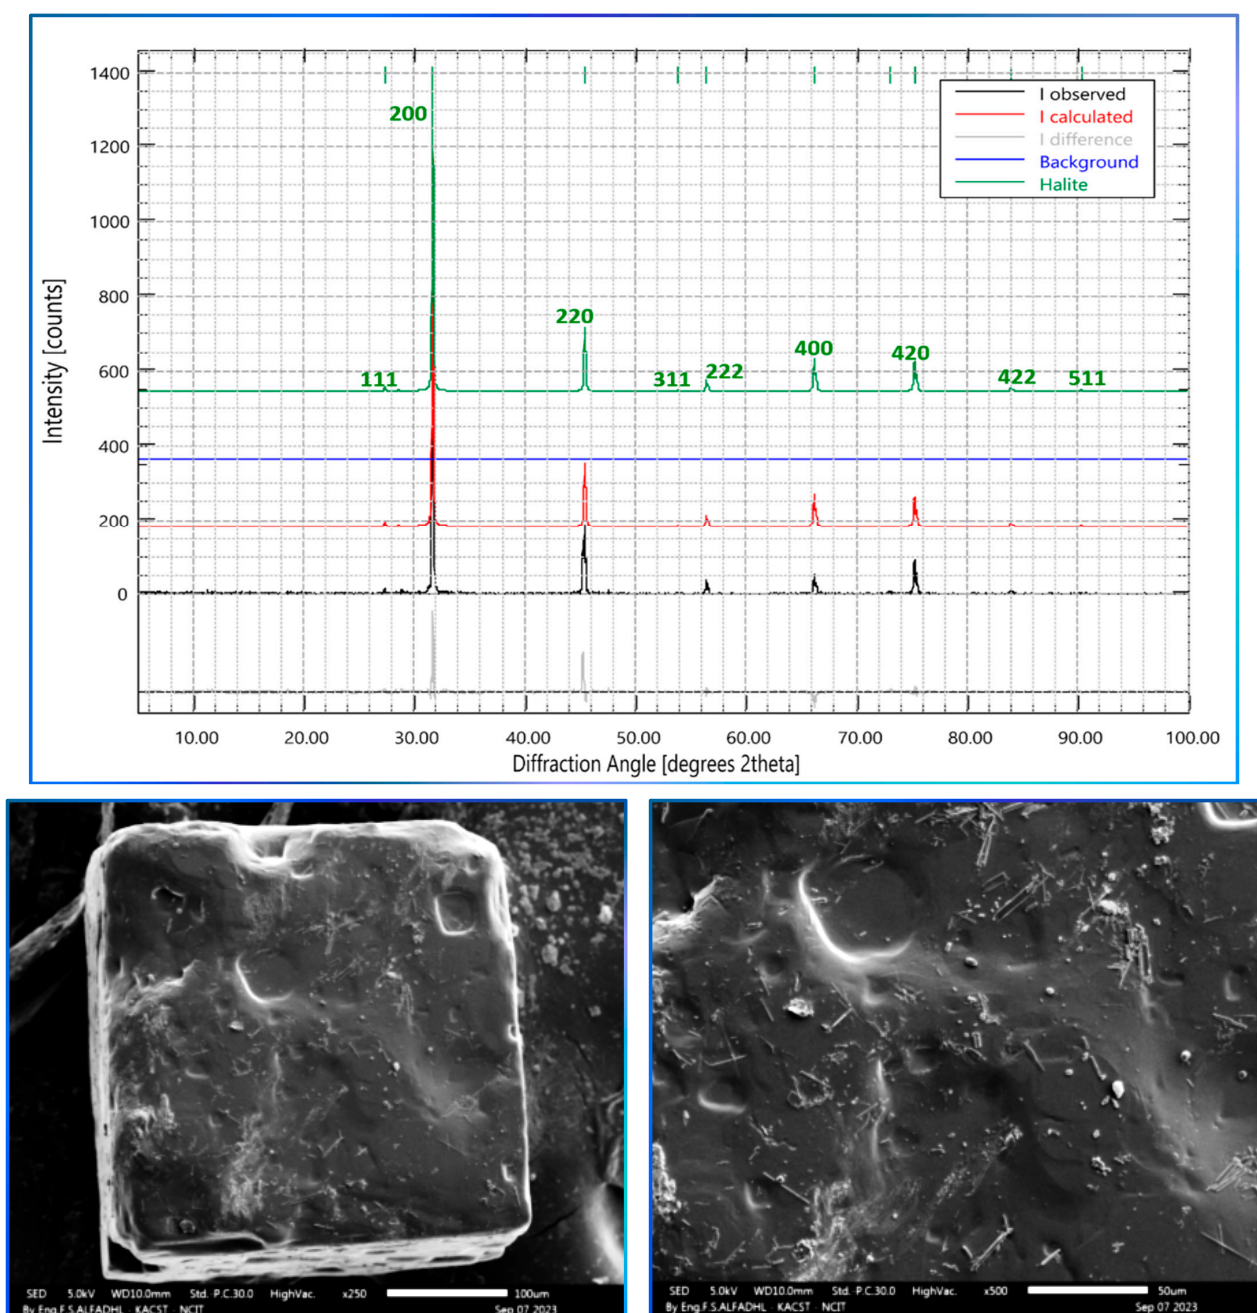 1400
1200
1000
800
600
400
200
0
Intensity [counts]
200
111
220
311
222
400
420
422
511
I observed
I calculated
I difference
Background
Halite
10.00 20.00 30.00 40.00 50.00 60.00 70.00 80.00 90.00 100.00
Diffraction Angle [degrees 2theta]
SED 5.0kV WD10.0mm Std.-P.C.30.0 HighVac. x250 100um
By Eng.F.S.ALFADHL - KACST - NCIT Sep 07 2023
SED 5.0kV WD10.0mm Std.-P.C.30.0 HighVac. x500 50um
By Eng.F.S.ALFADHL - KACST - NCIT Sep 07 2023